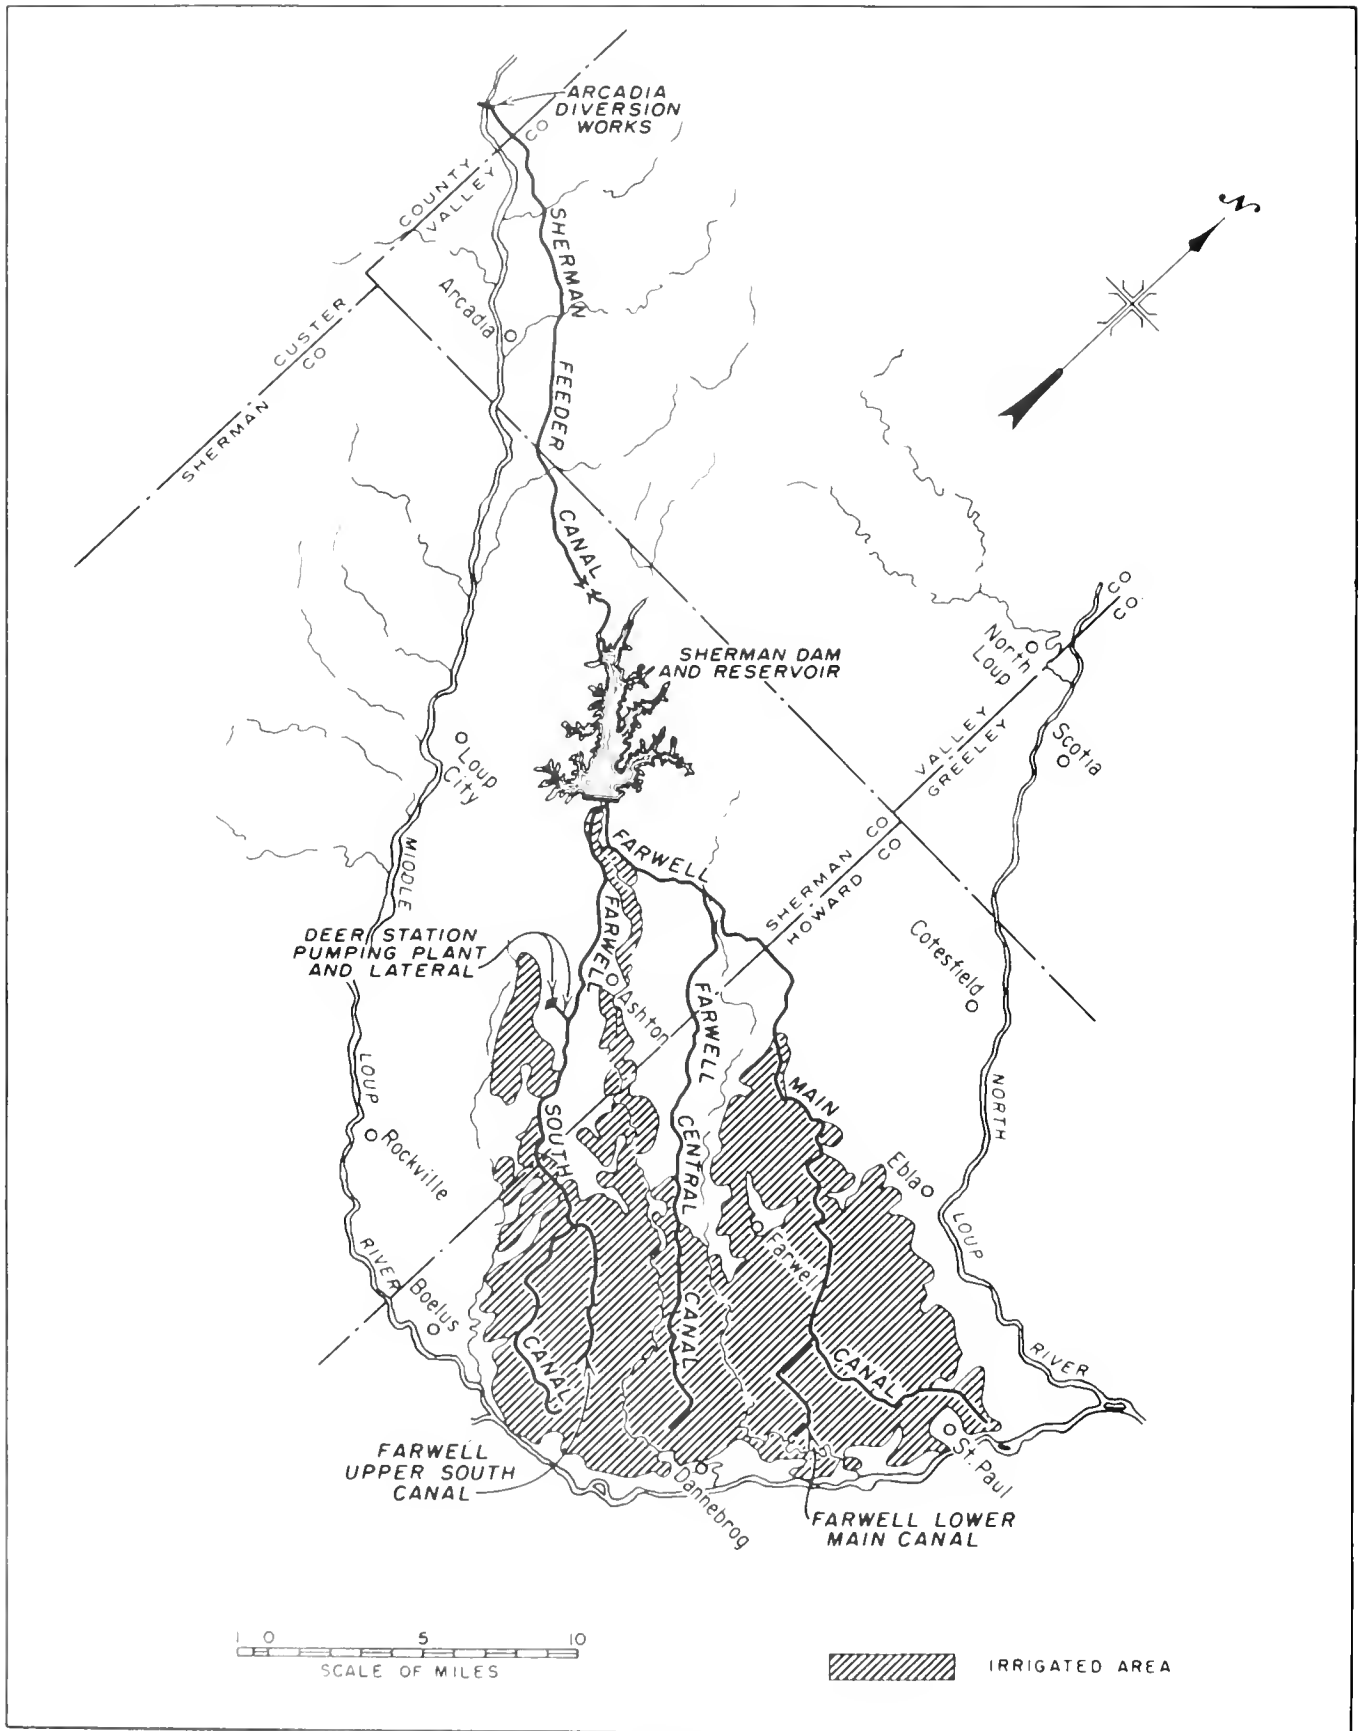 ARCADIA
DIVERSION
WORKS
COUNTY
CO
VALLEY
N
SHERMAN
FEEDER
CANAL
Arcadia
CUSTER
CO
SHERMAN
SHERMAN DAM
AND RESERVOIR
CO
CO
North
Loup
VALLEY
GREELEY
Scotia
Loup
City
MIDDLE
LOUP
RIVER
FARWELL
MAIN
CANAL
SHERMAN
CO
HOWARD
CO
DEER STATION
PUMPING PLANT
AND LATERAL
FARWELL
SOUTH
CANAL
Ashton
FARWELL
CENTRAL
CANAL
Cotesfield
NORTH
LOUP
RIVER
Rockville
Elba
Farwell
Boelus
FARWELL
UPPER SOUTH
CANAL
Dannebrog
St. Paul
FARWELL LOWER
MAIN CANAL
1 0 5 10
SCALE OF MILES
IRRIGATED AREA